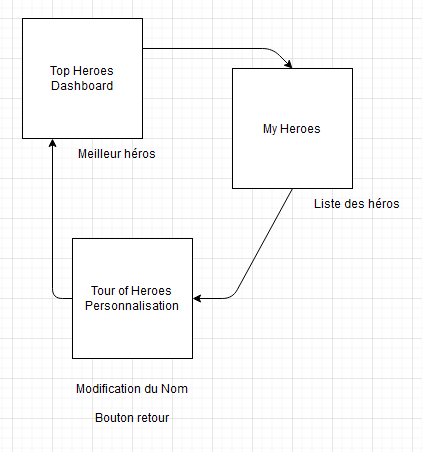 Top Heroes
Dashboard
Meilleur héros
My Heroes
Liste des héros
Tour of Heroes
Personnalisation
Modification du Nom
Bouton retour